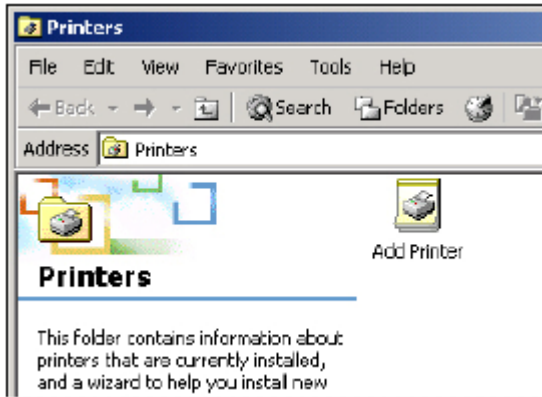 Printers
File Edit View Favorites Tools Help
Back Search Folders
Address Printers
Add Printer
Printers
This folder contains information about
printers that are currently installed,
and a wizard to help you install new